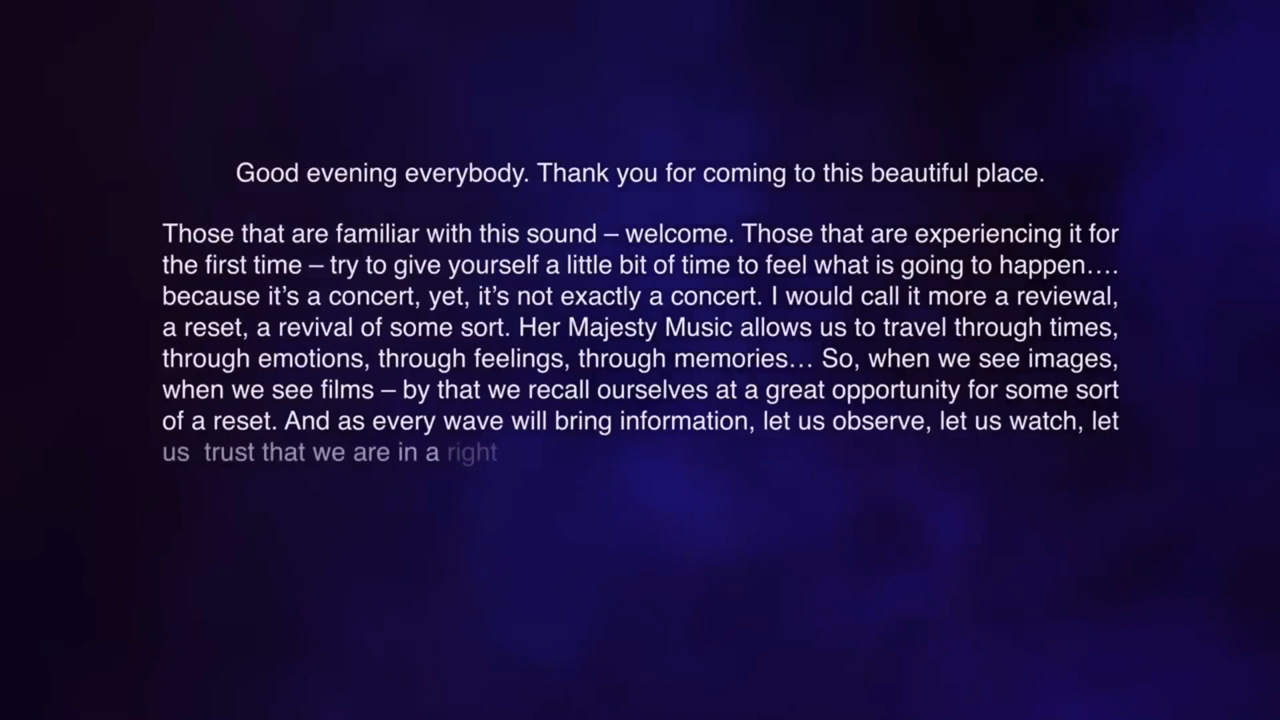 Good evening everybody. Thank you for coming to this beautiful place.
Those that are familiar with this sound – welcome. Those that are experiencing it for
the first time – try to give yourself a little bit of time to feel what is going to happen….
because it’s a concert, yet, it’s not exactly a concert. I would call it more a reviewal,
a reset, a revival of some sort. Her Majesty Music allows us to travel through times,
through emotions, through feelings, through memories… So, when we see images,
when we see films – by that we recall ourselves at a great opportunity for some sort
of a reset. And as every wave will bring information, let us observe, let us watch, let
us  trust that we are in a right